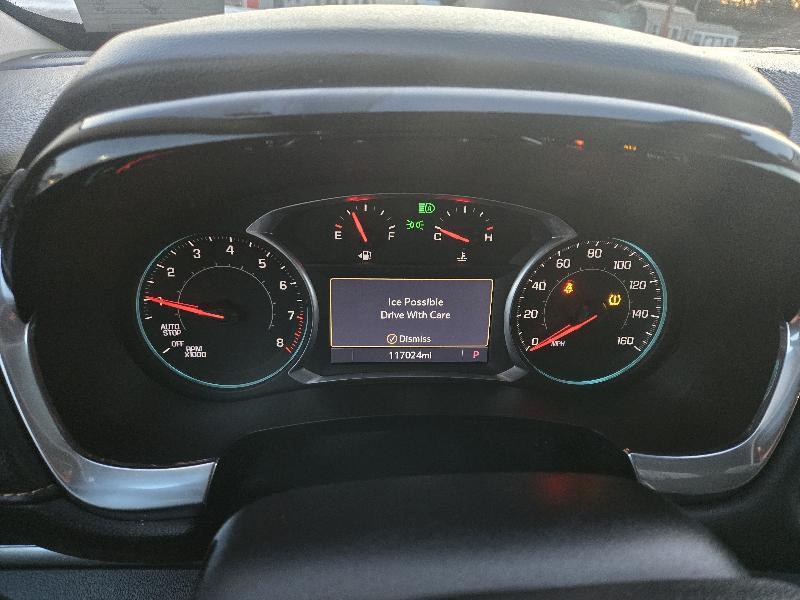 E F
C H
1 2 3 4 5 6 7 8
AUTO
STOP
OFF
RPM
X1000
Ice Possible
Drive With Care
Dismiss
117024mi P
20 40 60 80 100 120 140 160
MPH